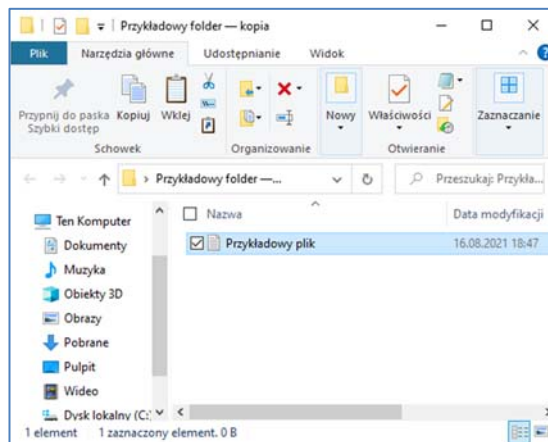 Przykładowy folder — kopia
Plik Narzędzia główne Udostępnianie Widok
Przypnij do paska Szybki dostęp
Kopiuj
Wklej
Nowy
Właściwości
Zaznaczanie
Schowek Organizowanie Otwieranie
Przykładowy folder —... Przeszukaj: Przykła...
Ten Komputer
Nazwa Data modyfikacji
Dokumenty
Przykładowy plik 16.08.2021 18:47
Muzyka
Obiekty 3D
Obrazy
Pobrane
Pulpit
Wideo
Dysk lokalny (C:)
1 element 1 zaznaczony element. 0 B